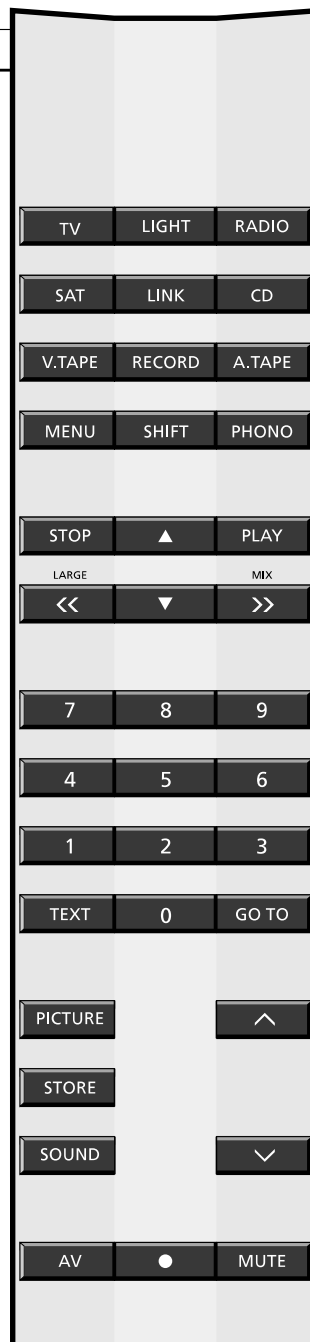 TV LIGHT RADIO
SAT LINK CD
V.TAPE RECORD A.TAPE
MENU SHIFT PHONO
STOP ▲ PLAY
LARGE MIX
<< ▼ >>
7 8 9
4 5 6
1 2 3
TEXT 0 GO TO
PICTURE
STORE
SOUND
AV ● MUTE